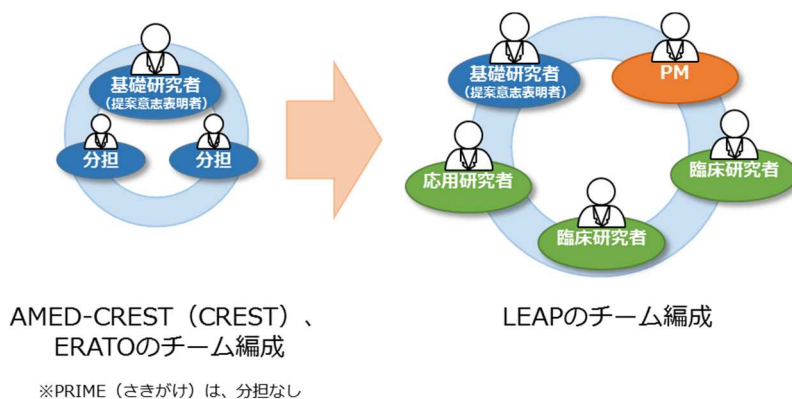 基礎研究者
（提案意志表明者）
分担
分担
基礎研究者
（提案意志表明者）
PM
応用研究者
臨床研究者
臨床研究者
AMED-CREST（CREST）、
ERATOのチーム編成
※PRIME（さきがけ）は、分担なし
LEAPのチーム編成